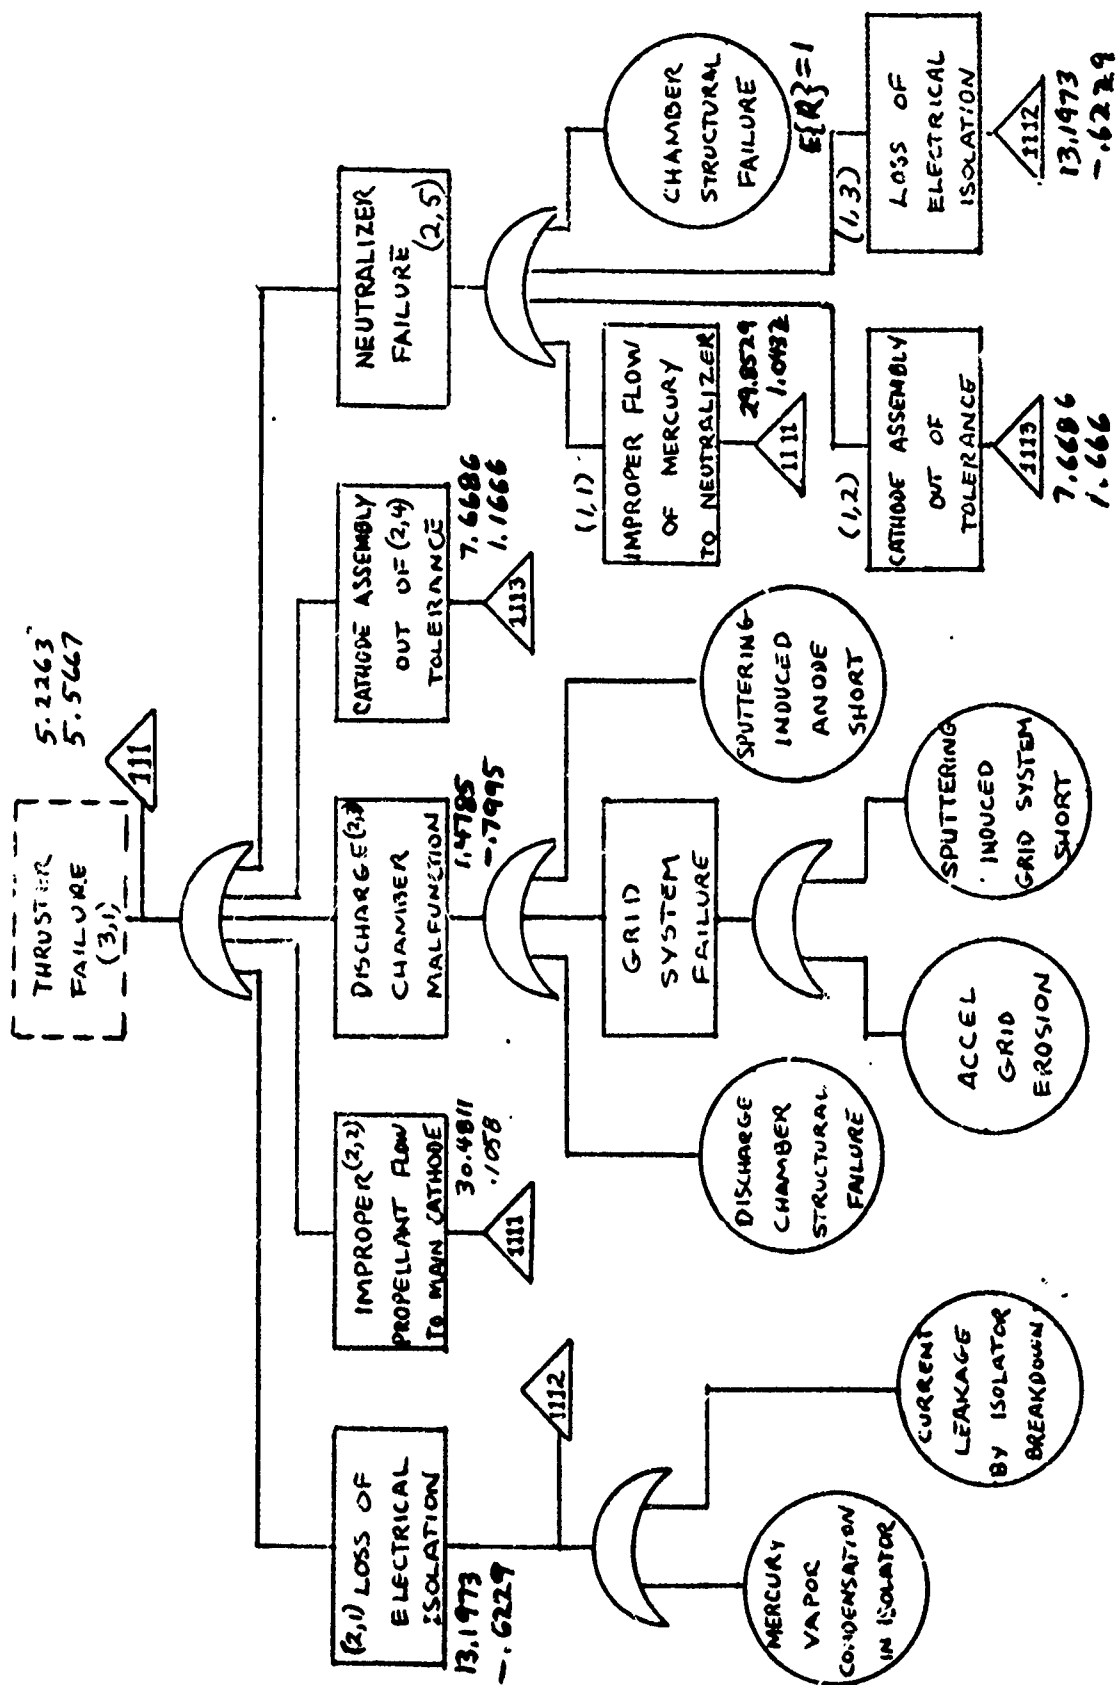 THRUSTER
FAILURE
(3,1)
5.2263
5.5667
111
(2,1) LOSS OF
ELECTRICAL
ISOLATION
13.1973
-.6229
1112
MERCURY
VAPOR
CONDENSATION
IN ISOLATOR
CURRENT
LEAKAGE
BY ISOLATOR
BREAKDOWN
IMPROPER (2,2)
PROPELLANT FLOW
TO MAIN CATHODE
30.4811
.1058
1111
DISCHARGE (2,3)
CHAMBER
MALFUNCTION
1.4785
-.7995
DISCHARGE
CHAMBER
STRUCTURAL
FAILURE
GRID
SYSTEM
FAILURE
ACCEL
GRID
EROSION
SPUTTERING
INDUCED
GRID SYSTEM
SHORT
SPUTTERING
INDUCED
ANODE
SHORT
CATHODE ASSEMBLY
OUT OF (2,4)
TOLERANCE
7.6686
1.1666
1113
NEUTRALIZER
FAILURE
(2,5)
(1,1)
IMPROPER FLOW
OF MERCURY
TO NEUTRALIZER
29.8529
1111
(1,2)
CATHODE ASSEMBLY
OUT OF
TOLERANCE
1113
7.6686
1.666
(1,3)
LOSS OF
ELECTRICAL
ISOLATION
1112
13.1973
-.6229
CHAMBER
STRUCTURAL
FAILURE
E{R}=1